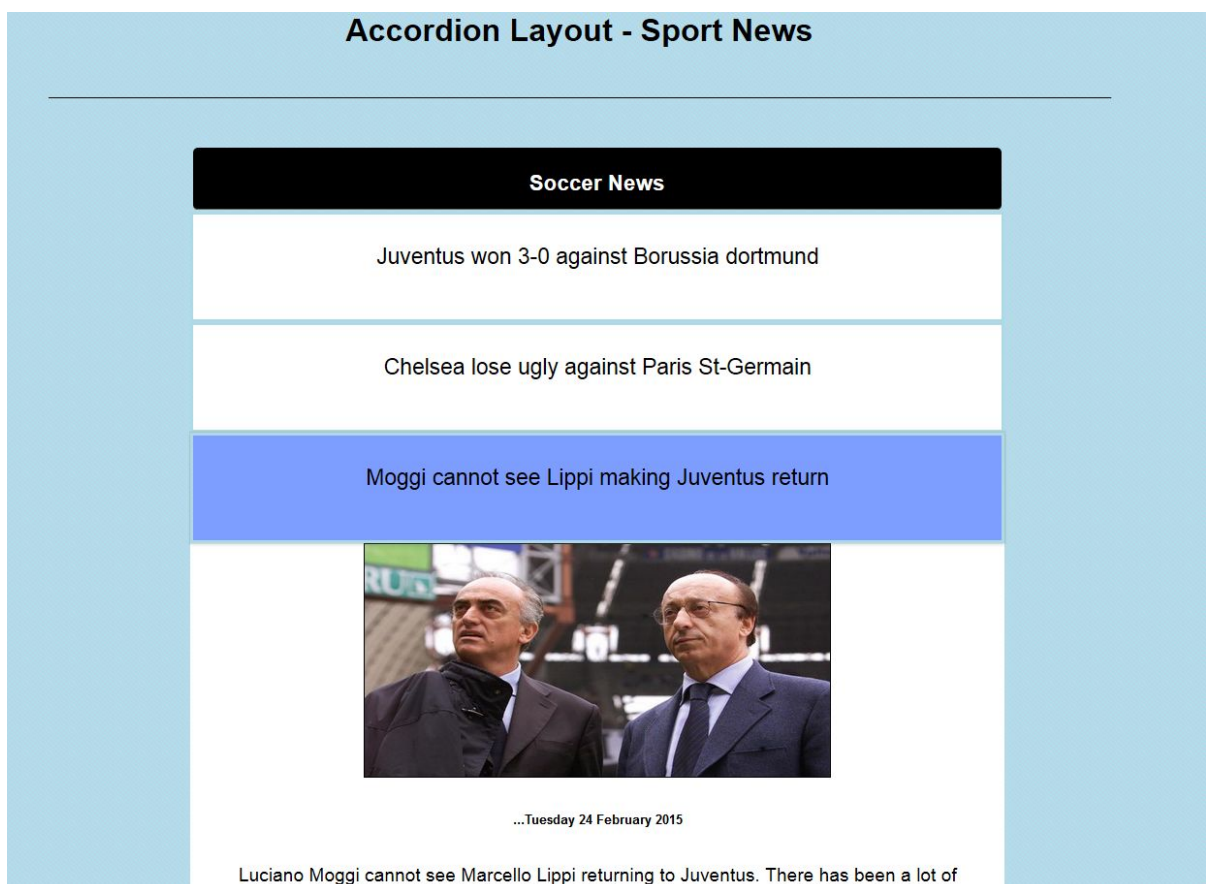 Accordion Layout - Sport News
Soccer News
Juventus won 3-0 against Borussia dortmund
Chelsea lose ugly against Paris St-Germain
Moggi cannot see Lippi making Juventus return
RU
...Tuesday 24 February 2015
Luciano Moggi cannot see Marcello Lippi returning to Juventus. There has been a lot of